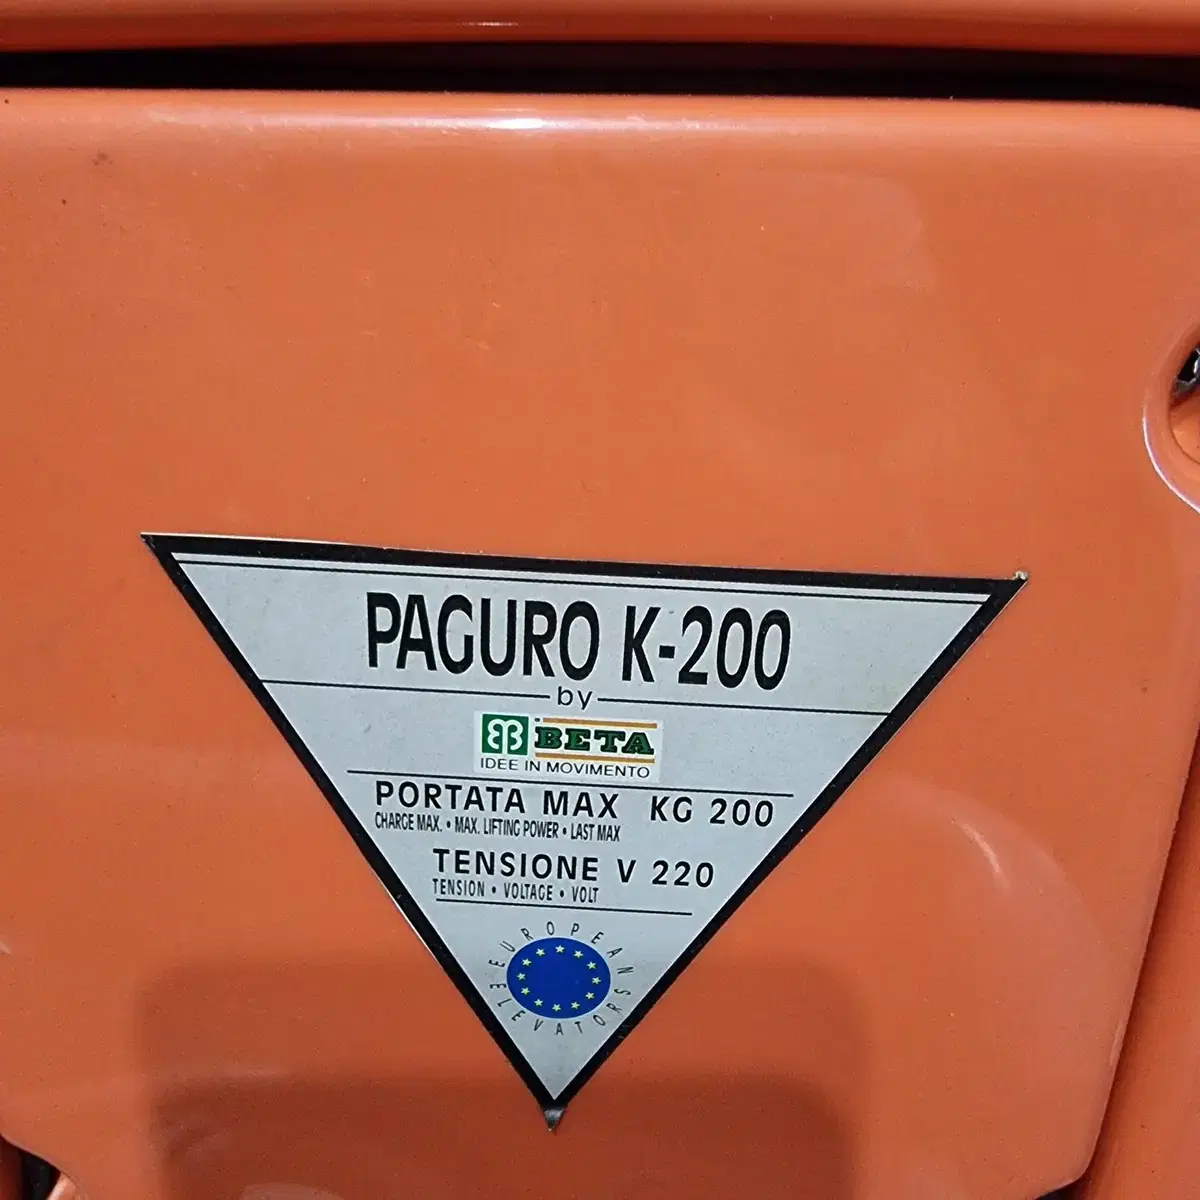 PAGURO K-200
by
BETA
IDEE IN MOVIMENTO
PORTATA MAX KG 200
CHARGE MAX. • MAX. LIFTING POWER • LAST MAX
TENSIONE V 220
TENSION • VOLTAGE • VOLT
EUROPEAN
ELEVATORS